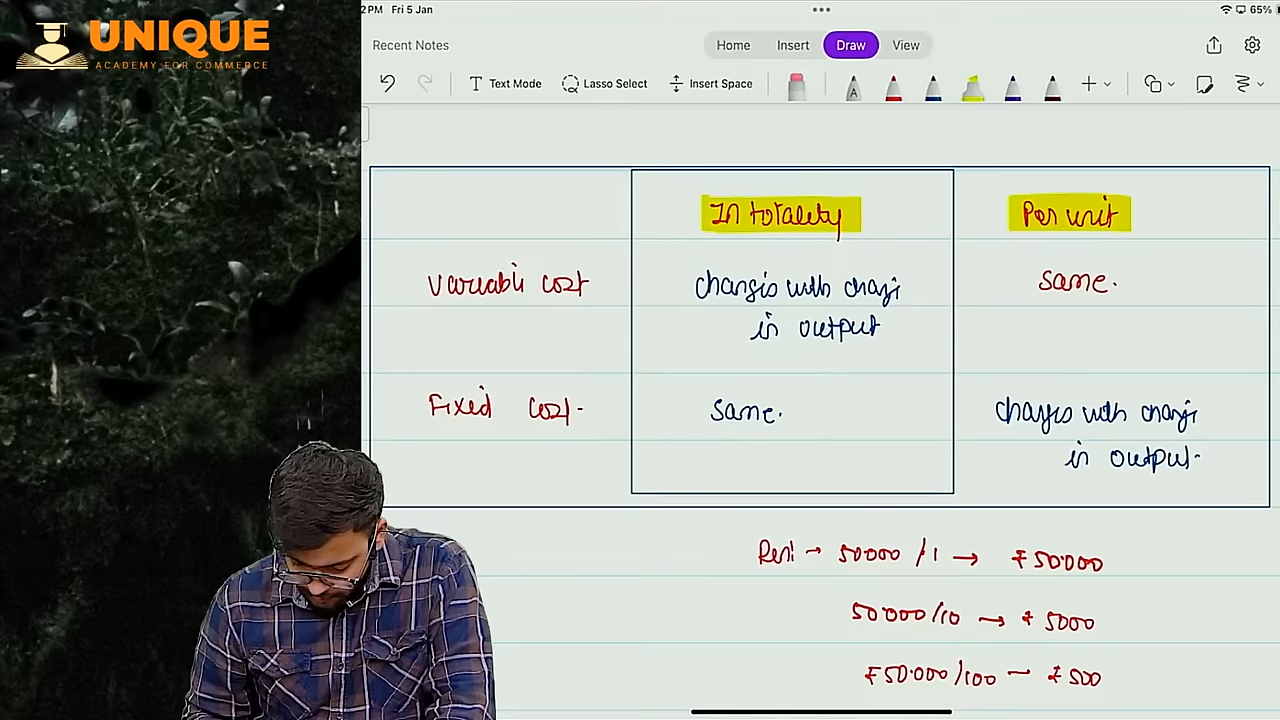 2PM Fri 5 Jan
65%
UNIQUE
ACADEMY FOR COMMERCE
Recent Notes
Home Insert Draw View
Text Mode Lasso Select Insert Space
A
In totality Per unit
Variable cost changes with change in output same.
Fixed cost. same. changes with change in output.
Rent → 50000 / 1 → ₹50000
50000/10 → ₹ 5000
₹50000/100 — ₹500